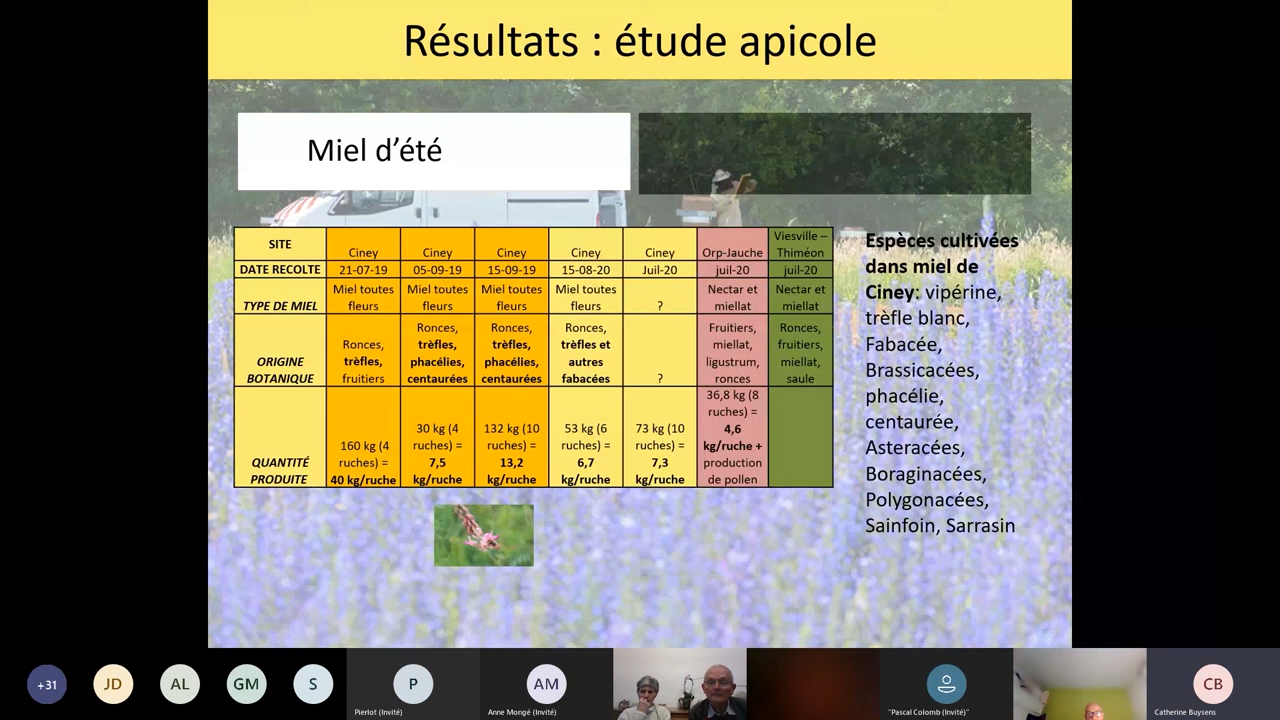 Résultats : étude apicole
Miel d’été
SITE
Ciney
Ciney
Ciney
Ciney
Ciney
Orp-Jauche
Viesville –
Thiméon
DATE RECOLTE
21-07-19
05-09-19
15-09-19
15-08-20
Juil-20
juil-20
juil-20
TYPE DE MIEL
Miel toutes
fleurs
Miel toutes
fleurs
Miel toutes
fleurs
Miel toutes
fleurs
?
Nectar et
miellat
Nectar et
miellat
ORIGINE
BOTANIQUE
Ronces,
trèfles,
fruitiers
Ronces,
trèfles,
phacélies,
centaurées
Ronces,
trèfles,
phacélies,
centaurées
Ronces,
trèfles et
autres
fabacées
?
Fruitiers,
miellat,
ligustrum,
ronces
Ronces,
fruitiers,
miellat,
saule
QUANTITÉ
PRODUITE
160 kg (4
ruches) =
40 kg/ruche
30 kg (4
ruches) =
7,5
kg/ruche
132 kg (10
ruches) =
13,2
kg/ruche
53 kg (6
ruches) =
6,7
kg/ruche
73 kg (10
ruches) =
7,3
kg/ruche
36,8 kg (8
ruches) =
4,6
kg/ruche +
production
de pollen
Espèces cultivées
dans miel de
Ciney: vipérine,
trèfle blanc,
Fabacée,
Brassicacées,
phacélie,
centaurée,
Asteracées,
Boraginacées,
Polygonacées,
Sainfoin, Sarrasin
+31
JD
AL
GM
S
P
Pierlot (Invité)
AM
Anne Mongé (Invité)
"Pascal Colomb (Invité)"
CB
Catherine Buysens